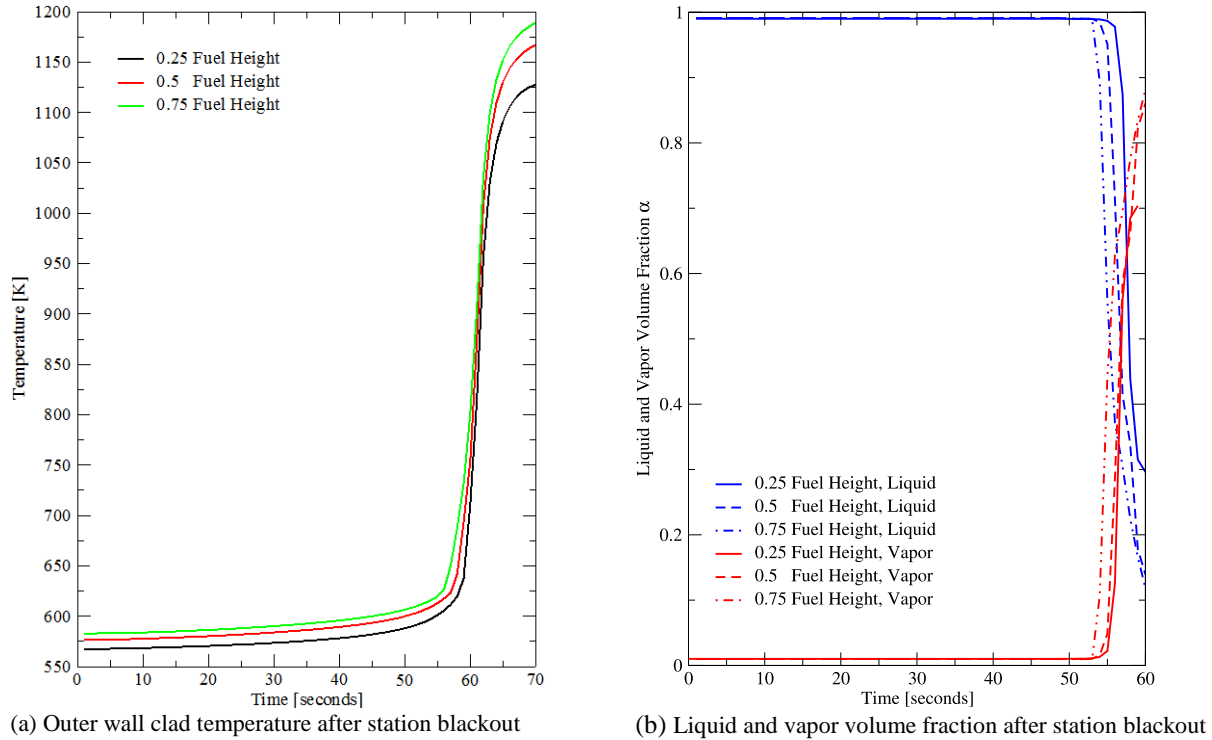 1200
1150
1100
1050
1000
950
900
850
800
750
700
650
600
550
Temperature [K]
0.25 Fuel Height
0.5 Fuel Height
0.75 Fuel Height
0 10 20 30 40 50 60 70
Time [seconds]
(a) Outer wall clad temperature after station blackout
1
0.8
0.6
0.4
0.2
0
Liquid and Vapor Volume Fraction α
0.25 Fuel Height, Liquid
0.5 Fuel Height, Liquid
0.75 Fuel Height, Liquid
0.25 Fuel Height, Vapor
0.5 Fuel Height, Vapor
0.75 Fuel Height, Vapor
0 10 20 30 40 50 60
Time [seconds]
(b) Liquid and vapor volume fraction after station blackout